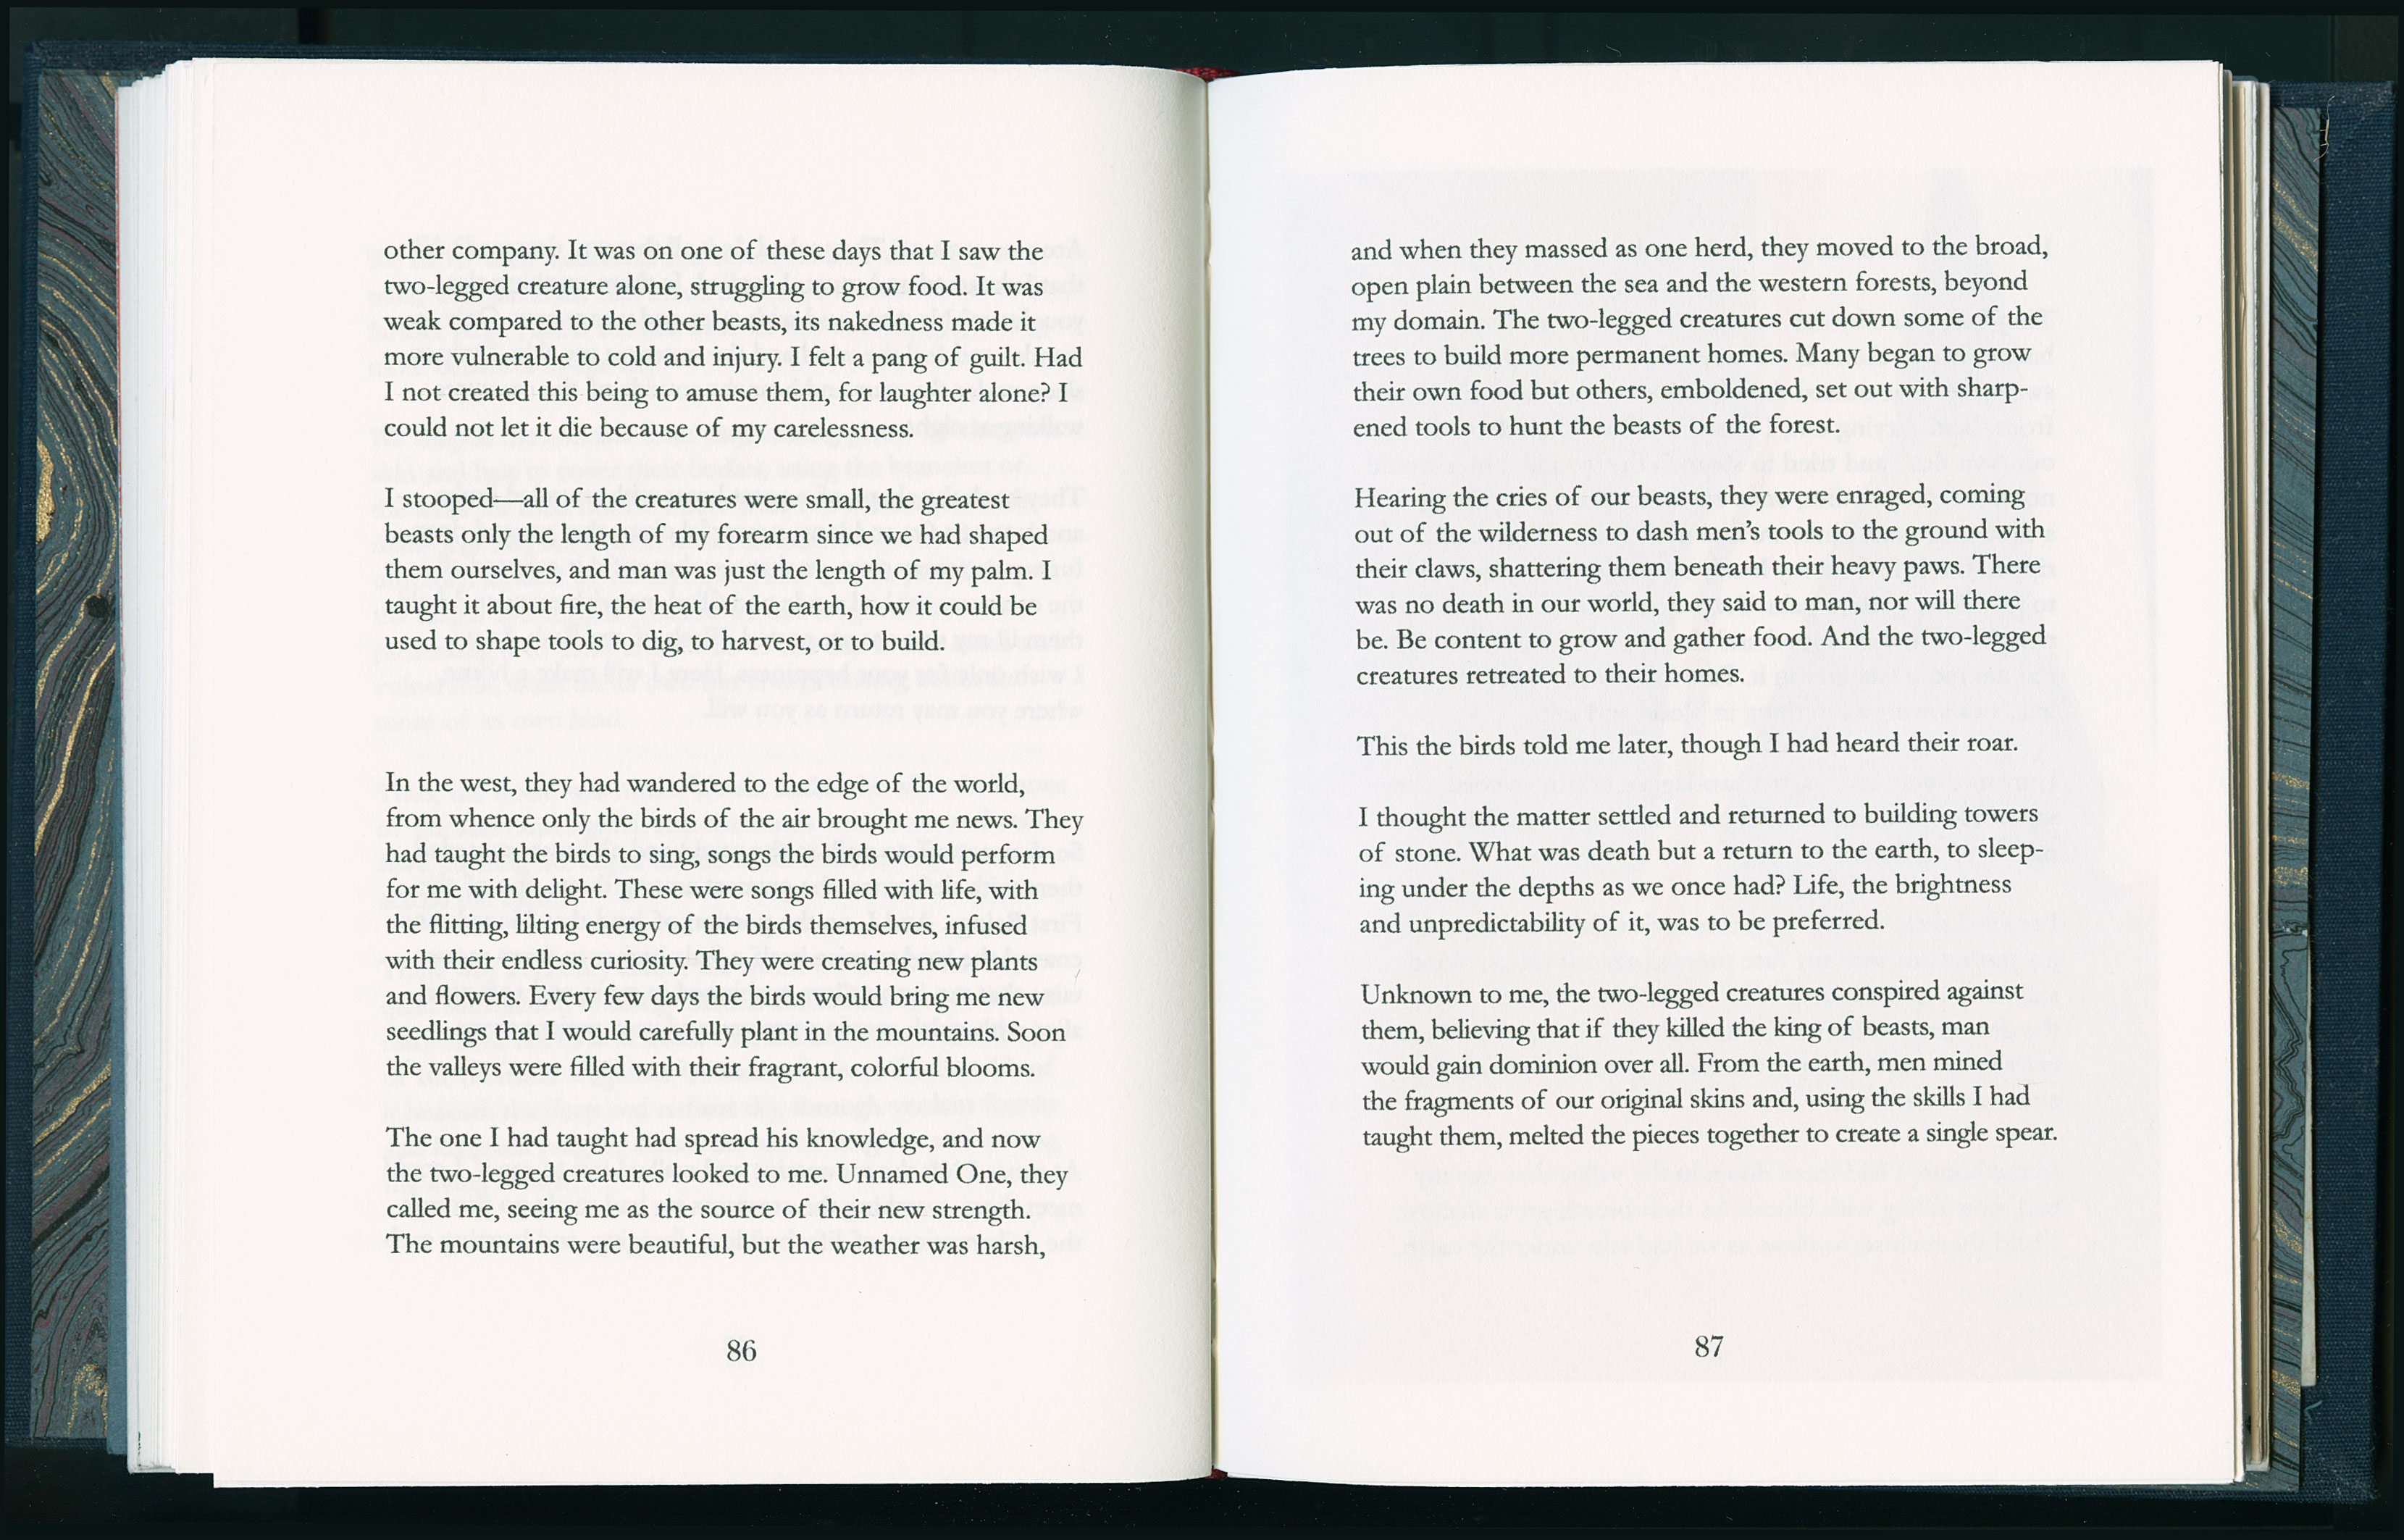 other company. It was on one of these days that I saw the
two-legged creature alone, struggling to grow food. It was
weak compared to the other beasts, its nakedness made it
more vulnerable to cold and injury. I felt a pang of guilt. Had
I not created this being to amuse them, for laughter alone? I
could not let it die because of my carelessness.
I stooped—all of the creatures were small, the greatest
beasts only the length of my forearm since we had shaped
them ourselves, and man was just the length of my palm. I
taught it about fire, the heat of the earth, how it could be
used to shape tools to dig, to harvest, or to build.
In the west, they had wandered to the edge of the world,
from whence only the birds of the air brought me news. They
had taught the birds to sing, songs the birds would perform
for me with delight. These were songs filled with life, with
the flitting, lilting energy of the birds themselves, infused
with their endless curiosity. They were creating new plants
and flowers. Every few days the birds would bring me new
seedlings that I would carefully plant in the mountains. Soon
the valleys were filled with their fragrant, colorful blooms.
The one I had taught had spread his knowledge, and now
the two-legged creatures looked to me. Unnamed One, they
called me, seeing me as the source of their new strength.
The mountains were beautiful, but the weather was harsh,
86
and when they massed as one herd, they moved to the broad,
open plain between the sea and the western forests, beyond
my domain. The two-legged creatures cut down some of the
trees to build more permanent homes. Many began to grow
their own food but others, emboldened, set out with sharp-
ened tools to hunt the beasts of the forest.
Hearing the cries of our beasts, they were enraged, coming
out of the wilderness to dash men’s tools to the ground with
their claws, shattering them beneath their heavy paws. There
was no death in our world, they said to man, nor will there
be. Be content to grow and gather food. And the two-legged
creatures retreated to their homes.
This the birds told me later, though I had heard their roar.
I thought the matter settled and returned to building towers
of stone. What was death but a return to the earth, to sleep-
ing under the depths as we once had? Life, the brightness
and unpredictability of it, was to be preferred.
Unknown to me, the two-legged creatures conspired against
them, believing that if they killed the king of beasts, man
would gain dominion over all. From the earth, men mined
the fragments of our original skins and, using the skills I had
taught them, melted the pieces together to create a single spear.
87